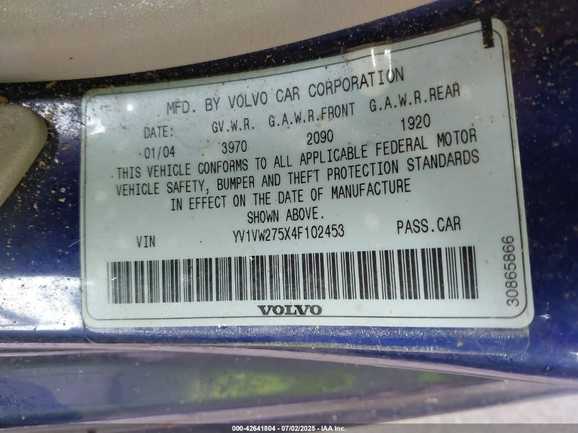 MFD. BY VOLVO CAR CORPORATION
DATE: GV.W.R. G.A.W.R.FRONT G.A.W.R.REAR
01/04 3970 2090 1920
THIS VEHICLE CONFORMS TO ALL APPLICABLE FEDERAL MOTOR
VEHICLE SAFETY, BUMPER AND THEFT PROTECTION STANDARDS
IN EFFECT ON THE DATE OF MANUFACTURE
SHOWN ABOVE.
VIN YV1VW275X4F102453 PASS.CAR
30865866
VOLVO
000-42641804 | 07/02/2025 - IAA Inc.